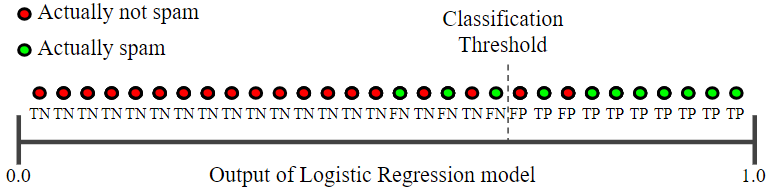 Actually not spam
Actually spam
Classification
Threshold
TN TN TN TN TN TN TN TN TN TN TN TN TN TN TN FN TN FN TN FN FP TP FP TP TP TP TP TP TP TP
0.0 Output of Logistic Regression model 1.0